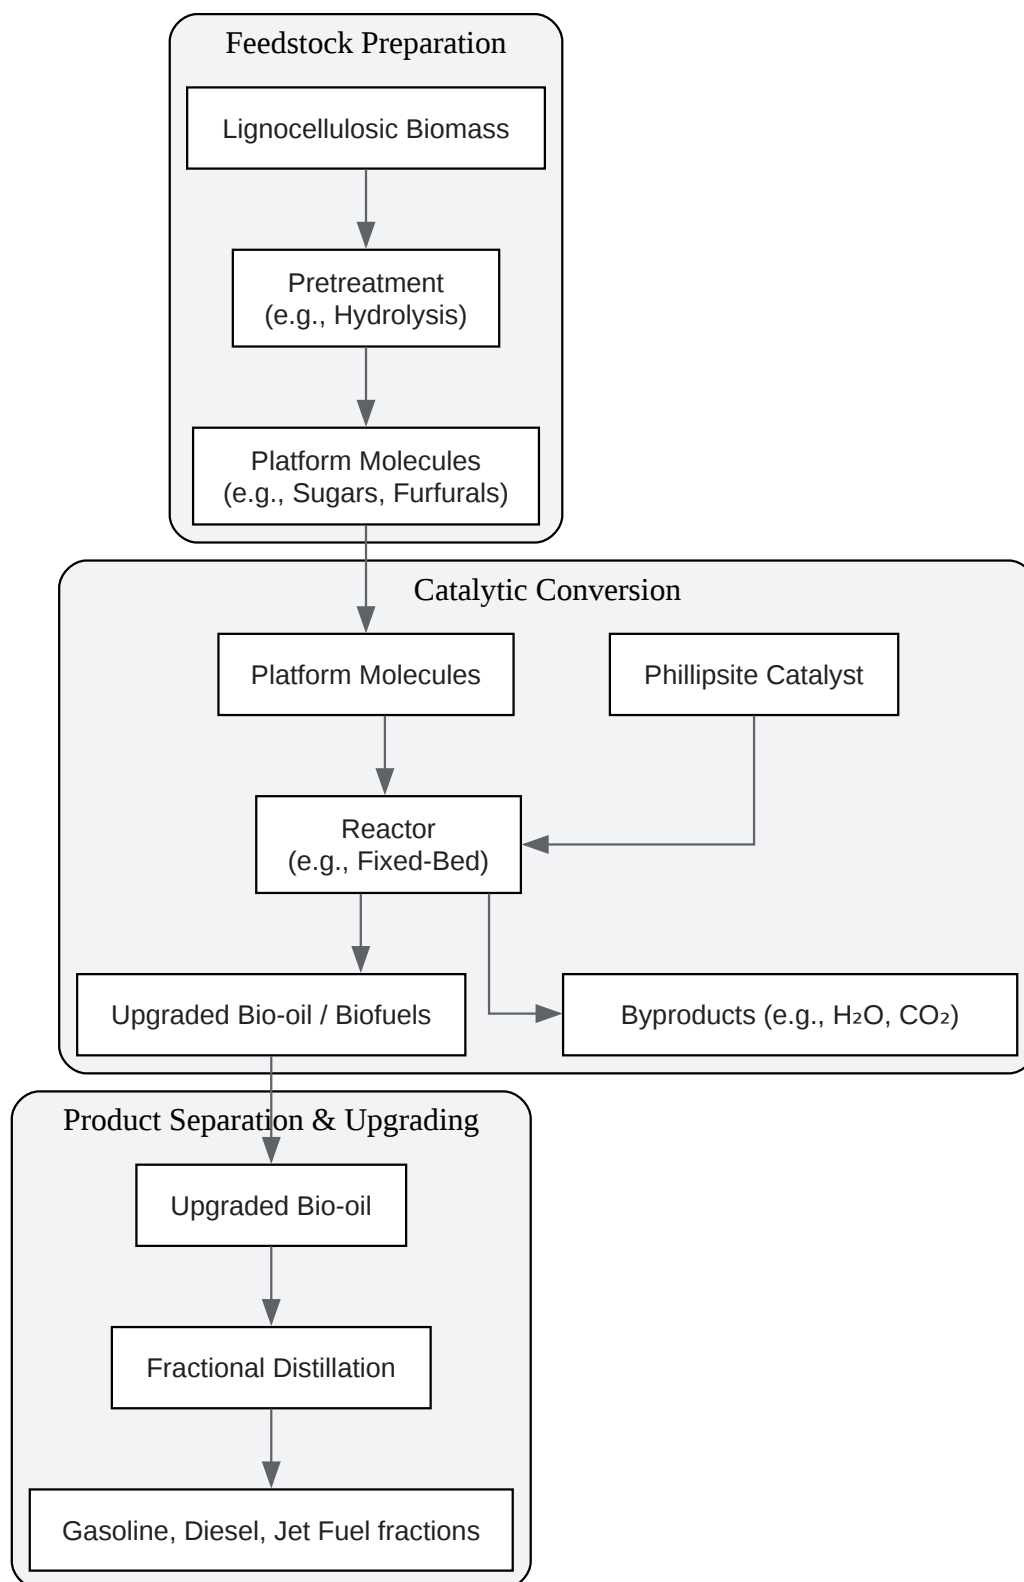 Feedstock Preparation
Lignocellulosic Biomass
Pretreatment
(e.g., Hydrolysis)
Platform Molecules
(e.g., Sugars, Furfurals)
Catalytic Conversion
Platform Molecules
Phillipsite Catalyst
Reactor
(e.g., Fixed-Bed)
Upgraded Bio-oil / Biofuels
Byproducts (e.g., H₂O, CO₂)
Product Separation & Upgrading
Upgraded Bio-oil
Fractional Distillation
Gasoline, Diesel, Jet Fuel fractions